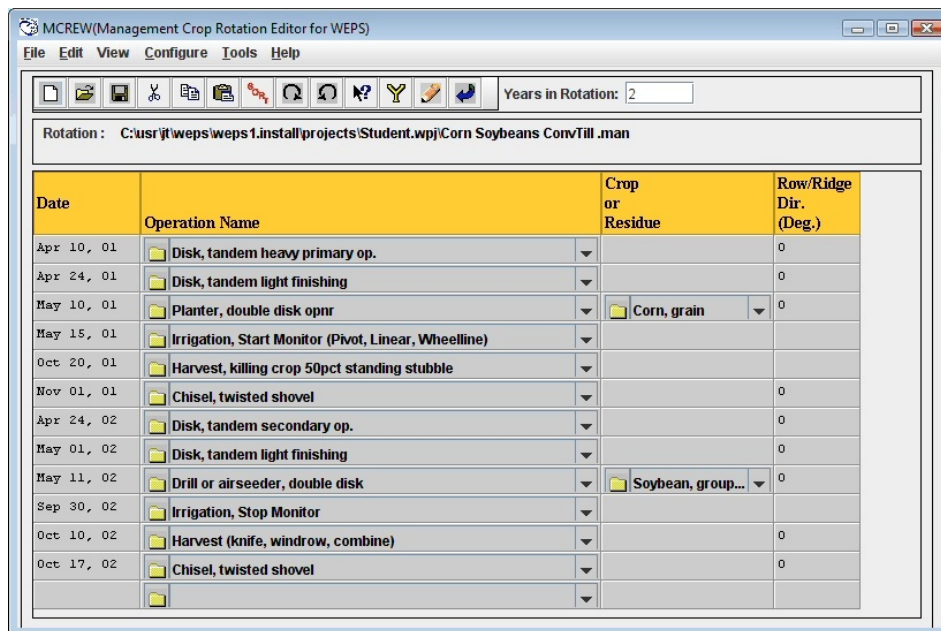 MCREW(Management Crop Rotation Editor for WEPS)
File Edit View Configure Tools Help
SORT Years in Rotation: 2
Rotation : C:\usr\jt\weps\weps1.install\projects\Student.wpj\Corn Soybeans ConvTill .man
Date Operation Name Crop or Residue Row/Ridge Dir. (Deg.)
Apr 10, 01 Disk, tandem heavy primary op. 0
Apr 24, 01 Disk, tandem light finishing 0
May 10, 01 Planter, double disk opnr Corn, grain 0
May 15, 01 Irrigation, Start Monitor (Pivot, Linear, Wheelline)
Oct 20, 01 Harvest, killing crop 50pct standing stubble
Nov 01, 01 Chisel, twisted shovel 0
Apr 24, 02 Disk, tandem secondary op. 0
May 01, 02 Disk, tandem light finishing 0
May 11, 02 Drill or airseeder, double disk Soybean, group... 0
Sep 30, 02 Irrigation, Stop Monitor
Oct 10, 02 Harvest (knife, windrow, combine) 0
Oct 17, 02 Chisel, twisted shovel 0